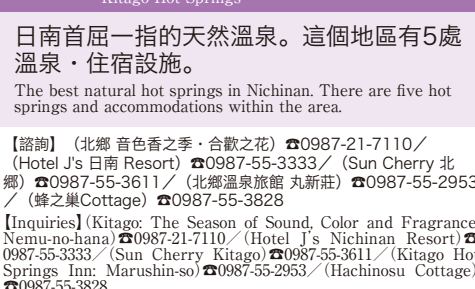 Kitago Hot Springs
日南首屈一指的天然溫泉。這個地區有5處
溫泉・住宿設施。
The best natural hot springs in Nichinan. There are five hot
springs and accommodations within the area.
【諮詢】（北鄉 音色香之季・合歡之花）☎0987-21-7110／
（Hotel J's 日南 Resort）☎0987-55-3333／（Sun Cherry 北
鄉）☎0987-55-3611／（北鄉溫泉旅館 丸新莊）☎0987-55-2953
／（蜂之巢Cottage）☎0987-55-3828
【Inquiries】(Kitago: The Season of Sound, Color and Fragrance
Nemu-no-hana)☎0987-21-7110／(Hotel J's Nichinan Resort)☎
0987-55-3333／(Sun Cherry Kitago)☎0987-55-3611／(Kitago Hot
Springs Inn: Marushin-so)☎0987-55-2953／(Hachinosu Cottage)
☎0987-55-3828